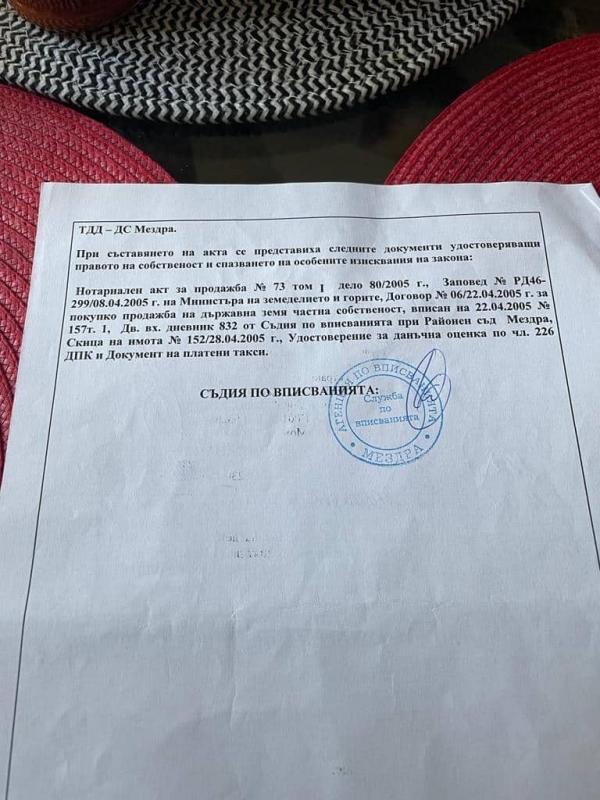 ТДД – ДС Мездра.
При съставянето на акта се представиха следните документи удостоверяващи
правото на собственост и спазването на особените изисквания на закона:
Нотариален акт за продажба № 73 том I дело 80/2005 г., Заповед № РД46-
299/08.04.2005 г. на Министъра на земеделието и горите, Договор № 06/22.04.2005 г. за
покупко продажба на държавна земя частна собственост, вписан на 22.04.2005 №
157т. 1, Дв. вх. дневник 832 от Съдия по вписванията при Районен съд Мездра,
Скица на имота № 152/28.04.2005 г., Удостоверение за данъчна оценка по чл. 226
ДПК и Документ на платени такси.
СЪДИЯ ПО ВПИСВАНИЯТА:
АГЕНЦИЯ ПО ВПИСВАНИЯТА
Служба
по
вписванията
• МЕЗДРА •